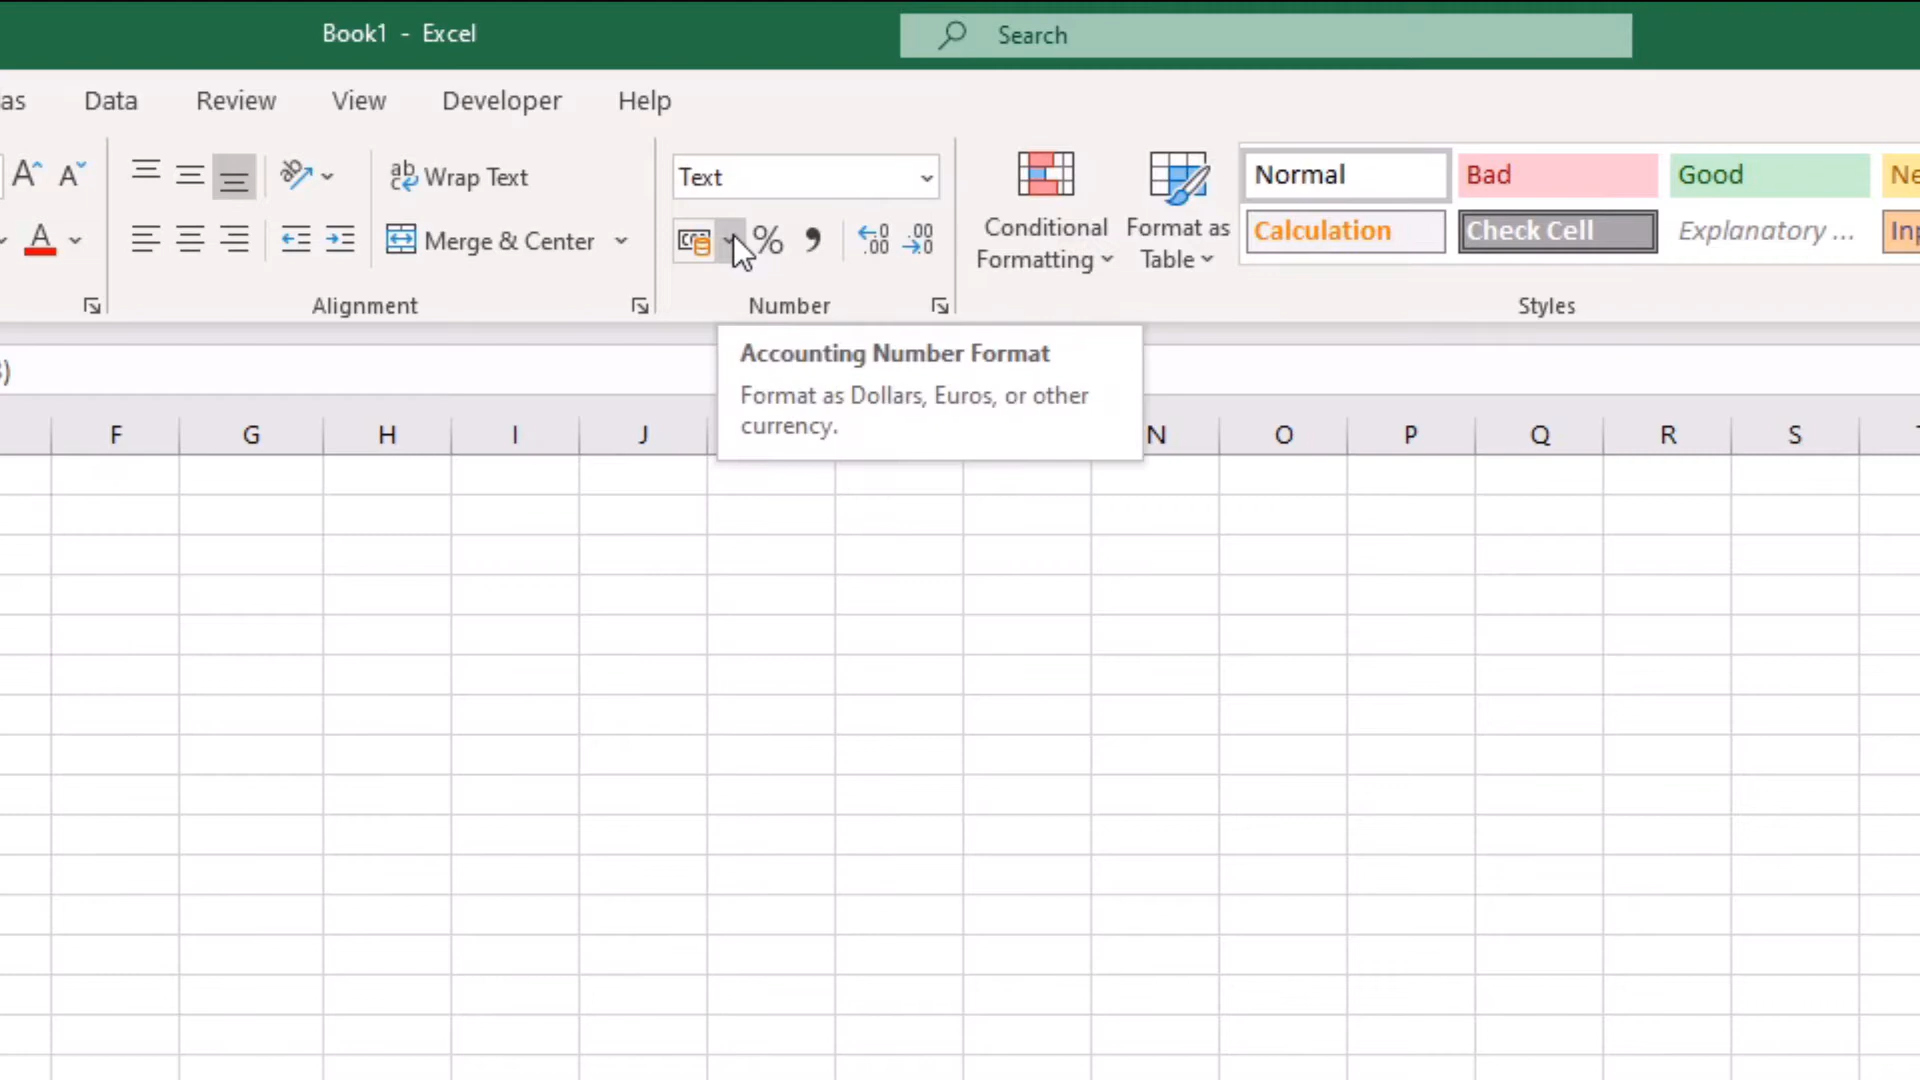 Book1 - Excel
Search
as Data Review View Developer Help
Wrap Text
Text
Normal
Bad
Good
Ne
Merge & Center
Conditional Formatting
Format as Table
Calculation
Check Cell
Explanatory ...
Inp
Alignment
Number
Styles
Accounting Number Format
Format as Dollars, Euros, or other
currency.
F G H I J N O P Q R S